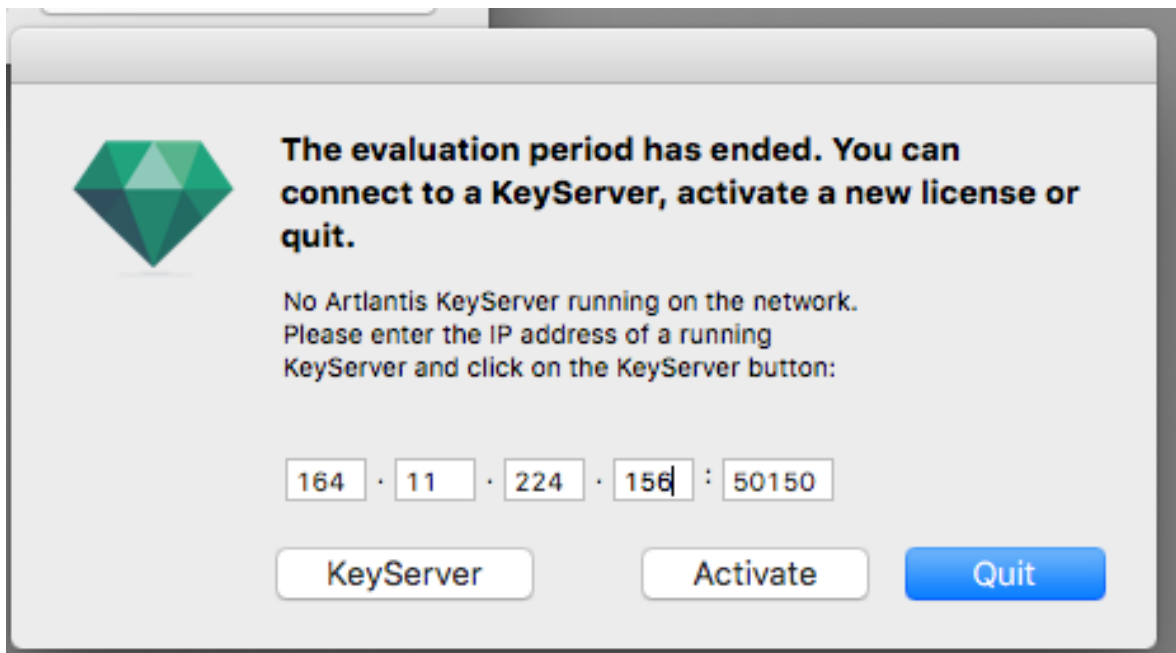 The evaluation period has ended. You can
connect to a KeyServer, activate a new license or
quit.
No Artlantis KeyServer running on the network.
Please enter the IP address of a running
KeyServer and click on the KeyServer button:
164 . 11 . 224 . 156 : 50150
KeyServer Activate Quit